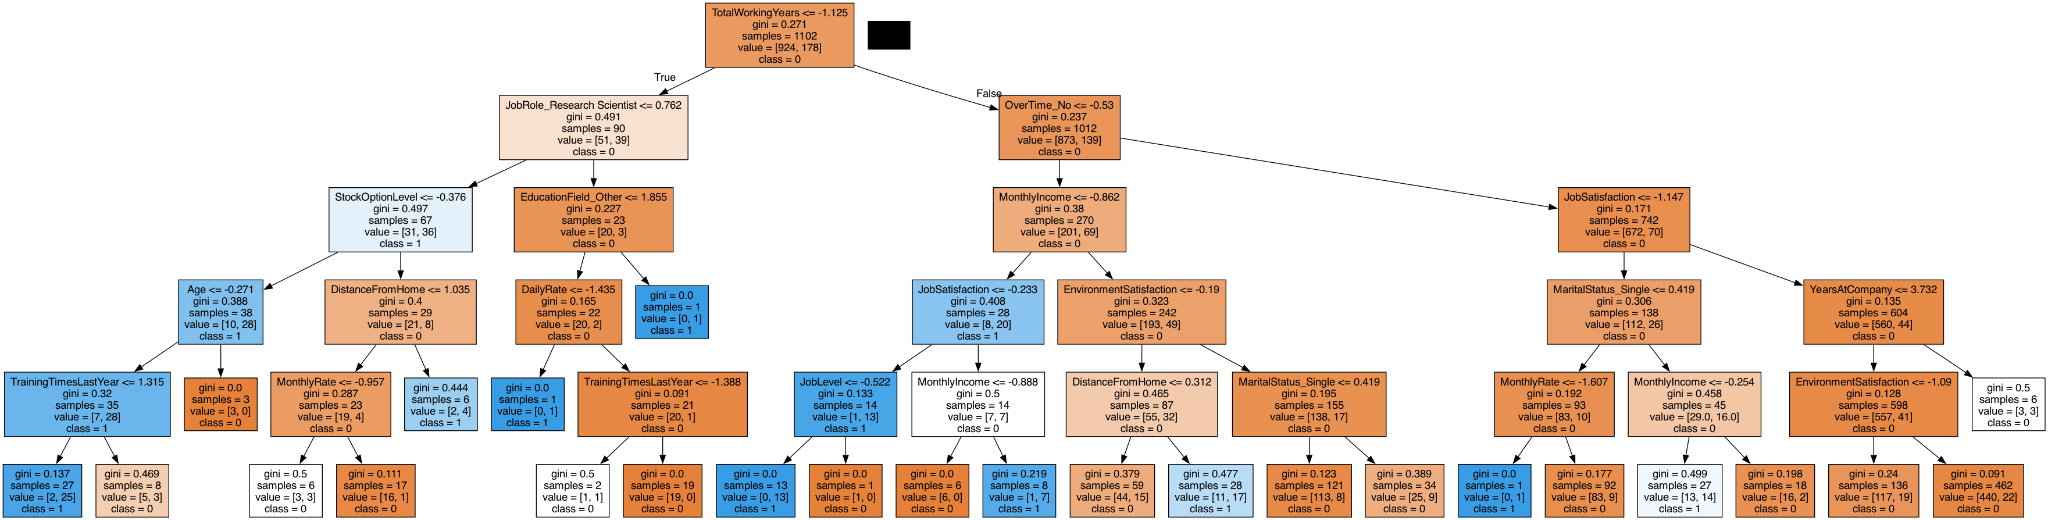 TotalWorkingYears <= -1.125
gini = 0.271
samples = 1102
value = [924, 178]
class = 0
True
False
JobRole_Research Scientist <= 0.762
gini = 0.491
samples = 90
value = [51, 39]
class = 0
OverTime_No <= -0.53
gini = 0.237
samples = 1012
value = [873, 139]
class = 0
StockOptionLevel <= -0.376
gini = 0.497
samples = 67
value = [31, 36]
class = 1
EducationField_Other <= 1.855
gini = 0.227
samples = 23
value = [20, 3]
class = 0
MonthlyIncome <= -0.862
gini = 0.38
samples = 270
value = [201, 69]
class = 0
JobSatisfaction <= -1.147
gini = 0.171
samples = 742
value = [672, 70]
class = 0
Age <= -0.271
gini = 0.388
samples = 38
value = [10, 28]
class = 1
DistanceFromHome <= 1.035
gini = 0.4
samples = 29
value = [21, 8]
class = 0
DailyRate <= -1.435
gini = 0.165
samples = 22
value = [20, 2]
class = 0
gini = 0.0
samples = 1
value = [0, 1]
class = 1
JobSatisfaction <= -0.233
gini = 0.408
samples = 28
value = [8, 20]
class = 1
EnvironmentSatisfaction <= -0.19
gini = 0.323
samples = 242
value = [193, 49]
class = 0
MaritalStatus_Single <= 0.419
gini = 0.306
samples = 138
value = [112, 26]
class = 0
YearsAtCompany <= 3.732
gini = 0.135
samples = 604
value = [560, 44]
class = 0
TrainingTimesLastYear <= 1.315
gini = 0.32
samples = 35
value = [7, 28]
class = 1
gini = 0.0
samples = 3
value = [3, 0]
class = 0
MonthlyRate <= -0.957
gini = 0.287
samples = 23
value = [19, 4]
class = 0
gini = 0.444
samples = 6
value = [2, 4]
class = 1
gini = 0.0
samples = 1
value = [0, 1]
class = 1
TrainingTimesLastYear <= -1.388
gini = 0.091
samples = 21
value = [20, 1]
class = 0
JobLevel <= -0.522
gini = 0.133
samples = 14
value = [1, 13]
class = 1
MonthlyIncome <= -0.888
gini = 0.5
samples = 14
value = [7, 7]
class = 0
DistanceFromHome <= 0.312
gini = 0.465
samples = 87
value = [55, 32]
class = 0
MaritalStatus_Single <= 0.419
gini = 0.195
samples = 155
value = [138, 17]
class = 0
MonthlyRate <= -1.607
gini = 0.192
samples = 93
value = [83, 10]
class = 0
MonthlyIncome <= -0.254
gini = 0.458
samples = 45
value = [29.0, 16.0]
class = 0
EnvironmentSatisfaction <= -1.09
gini = 0.128
samples = 598
value = [557, 41]
class = 0
gini = 0.5
samples = 6
value = [3, 3]
class = 0
gini = 0.137
samples = 27
value = [2, 25]
class = 1
gini = 0.469
samples = 8
value = [5, 3]
class = 0
gini = 0.5
samples = 6
value = [3, 3]
class = 0
gini = 0.111
samples = 17
value = [16, 1]
class = 0
gini = 0.5
samples = 2
value = [1, 1]
class = 0
gini = 0.0
samples = 19
value = [19, 0]
class = 0
gini = 0.0
samples = 13
value = [0, 13]
class = 1
gini = 0.0
samples = 1
value = [1, 0]
class = 0
gini = 0.0
samples = 6
value = [6, 0]
class = 0
gini = 0.219
samples = 8
value = [1, 7]
class = 1
gini = 0.379
samples = 59
value = [44, 15]
class = 0
gini = 0.477
samples = 28
value = [11, 17]
class = 1
gini = 0.123
samples = 121
value = [113, 8]
class = 0
gini = 0.389
samples = 34
value = [25, 9]
class = 0
gini = 0.0
samples = 1
value = [0, 1]
class = 1
gini = 0.177
samples = 92
value = [83, 9]
class = 0
gini = 0.499
samples = 27
value = [13, 14]
class = 1
gini = 0.198
samples = 18
value = [16, 2]
class = 0
gini = 0.24
samples = 136
value = [117, 19]
class = 0
gini = 0.091
samples = 462
value = [440, 22]
class = 0